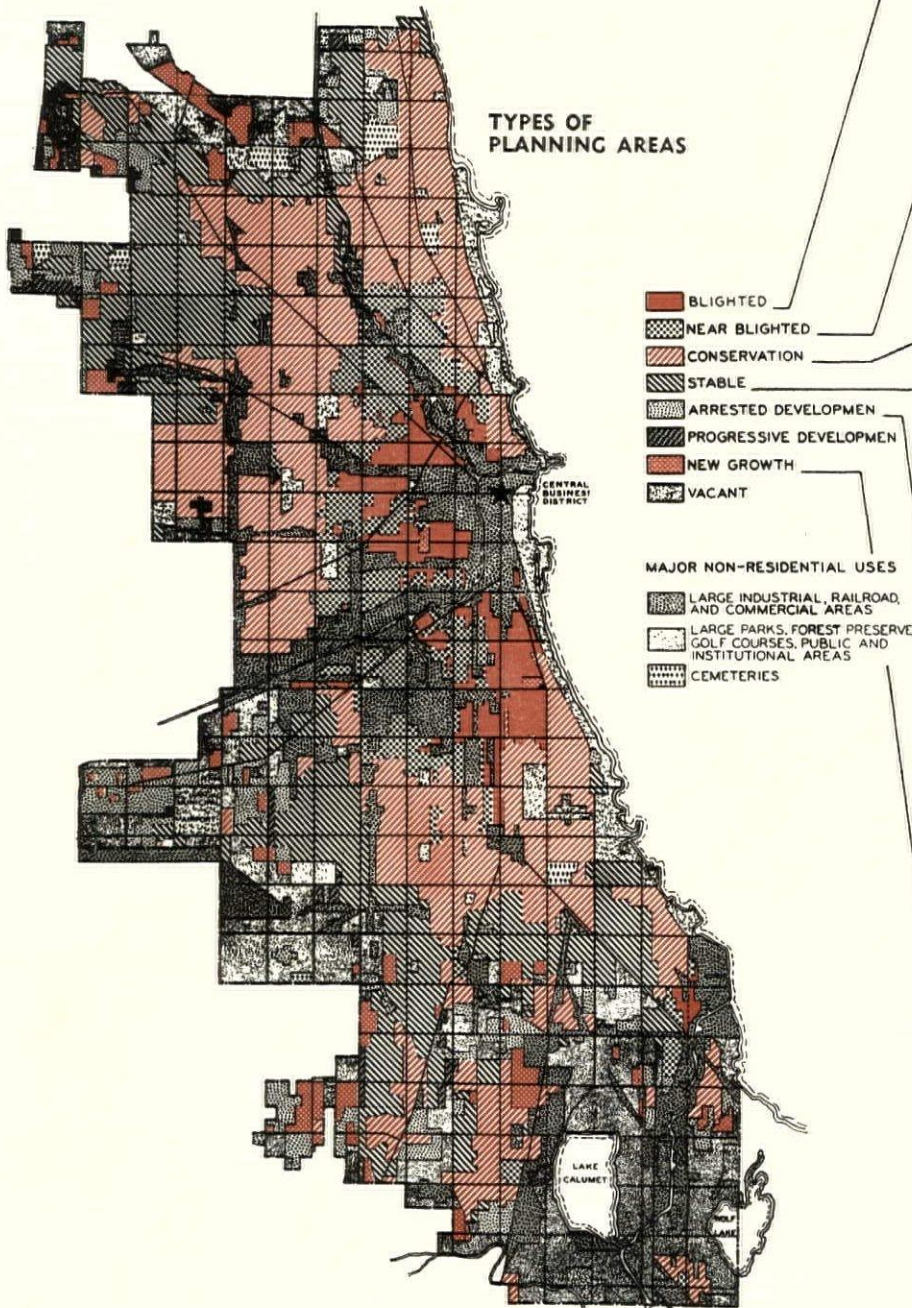 TYPES OF
PLANNING AREAS
BLIGHTED
NEAR BLIGHTED
CONSERVATION
STABLE
ARRESTED DEVELOPMEN
PROGRESSIVE DEVELOPMEN
NEW GROWTH
VACANT
CENTRAL
BUSINESS
DISTRICT
MAJOR NON-RESIDENTIAL USES
LARGE INDUSTRIAL, RAILROAD,
AND COMMERCIAL AREAS
LARGE PARKS, FOREST PRESERVE
GOLF COURSES, PUBLIC AND
INSTITUTIONAL AREAS
CEMETERIES
LAKE
CALUMET
WOLF
LAKE